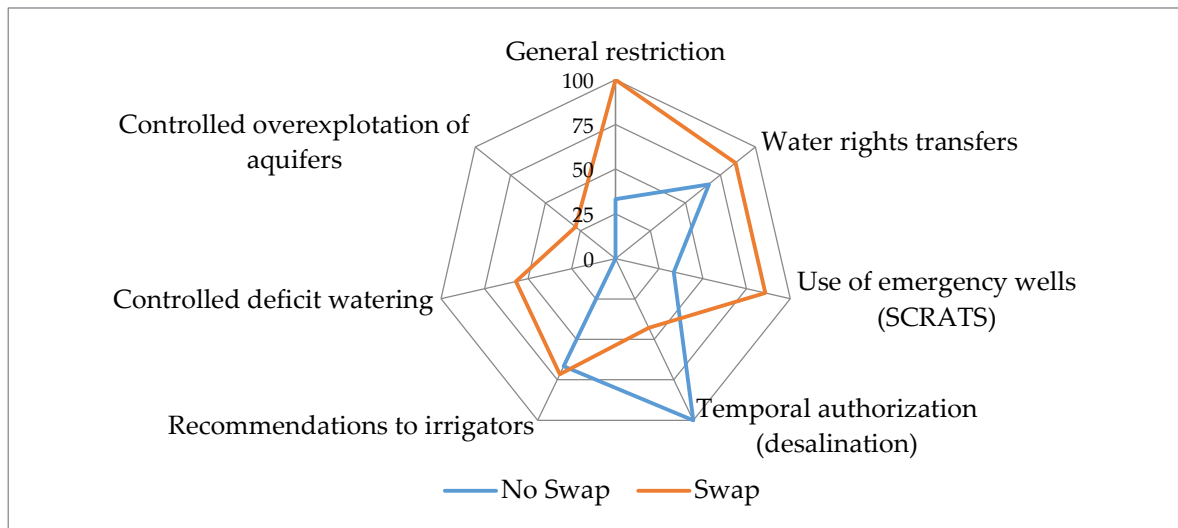 General restriction
100
Controlled overexplotation of
aquifers
Water rights transfers
75
50
25
0
Controlled deficit watering
Use of emergency wells
(SCRATS)
Recommendations to irrigators
Temporal authorization
(desalination)
No Swap
Swap